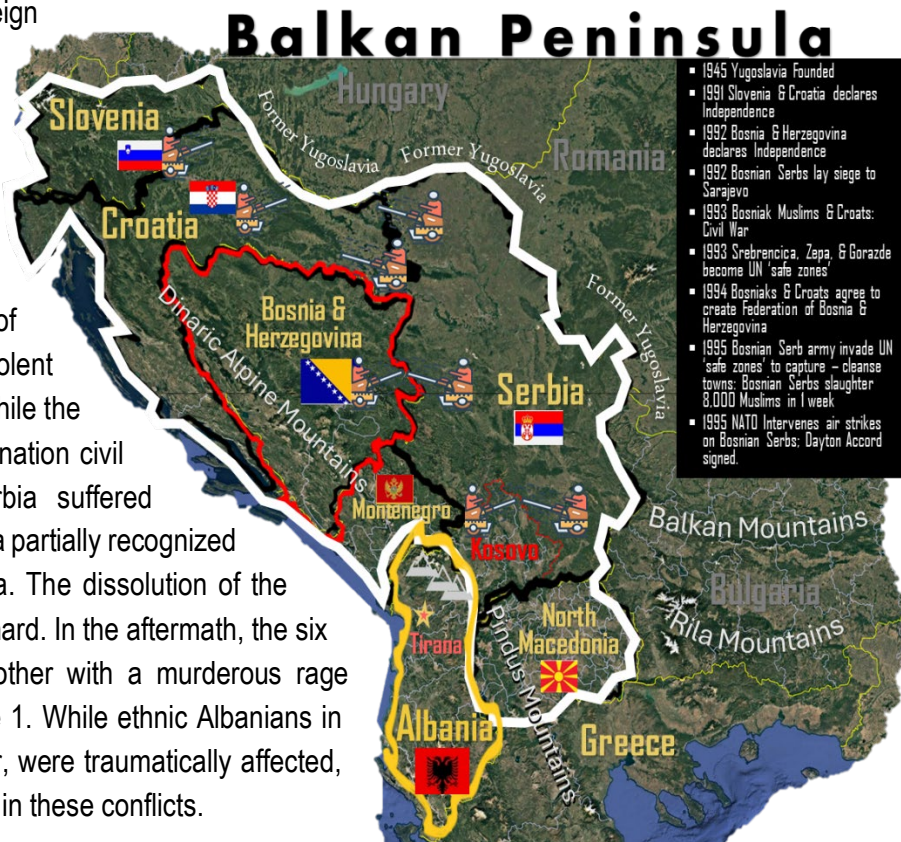 eign
Balkan Peninsula
▪ 1945 Yugoslavia Founded
▪ 1991 Slovenia & Croatia declares
Independence
▪ 1992 Bosnia & Herzegovina
declares Independence
▪ 1992 Bosnian Serbs lay siege to
Sarajevo
▪ 1993 Bosniak Muslims & Croats:
Civil War
▪ 1993 Srebrencica, Zepa, & Gorazde
become UN 'safe zones'
▪ 1994 Bosniaks & Croats agree to
create Federation of Bosnia &
Herzegovina
▪ 1995 Bosnian Serb army invade UN
'safe zones' to capture – cleanse
towns: Bosnian Serbs slaughter
8,000 Muslims in 1 week
▪ 1995 NATO Intervenes air strikes
on Bosnian Serbs; Dayton Accord
signed.
Hungary
Slovenia
Former Yugoslavia
Former Yugoslavia
Romania
Croatia
Former Yugoslavia
Dinaric Alpine Mountains
Bosnia &
Herzegovina
Serbia
Montenegro
Kosovo
Balkan Mountains
Bulgaria
Rila Mountains
Tirana
North
Macedonia
Pindus Mountains
Albania
Greece
of
olent
hile the
nation civil
rbia suffered
a partially recognized
a. The dissolution of the
hard. In the aftermath, the six
other with a murderous rage
e 1. While ethnic Albanians in
r, were traumatically affected,
in these conflicts.